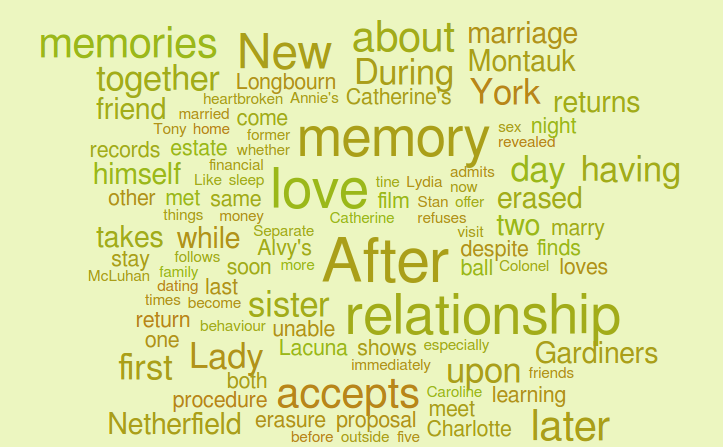 memories New about marriage
together Longbourn During Montauk
heartbroken Annie's Catherine's York returns
friend married come
Tony home former sex night
records estate whether memory revealed
financial
himself Like sleep love tine Lydia admits now day having
other met same film Stan offer erased
things money Catherine refuses visit two marry
takes while Separate
stay Alvy's After despite finds
McLuhan follows family soon more ball Colonel loves
dating last
times become sister relationship
return behaviour unable
one Lacuna shows especially Gardiners
first Lady immediately upon friends
both
procedure accepts Caroline learning
Netherfield erasure proposal meet later
before outside five Charlotte